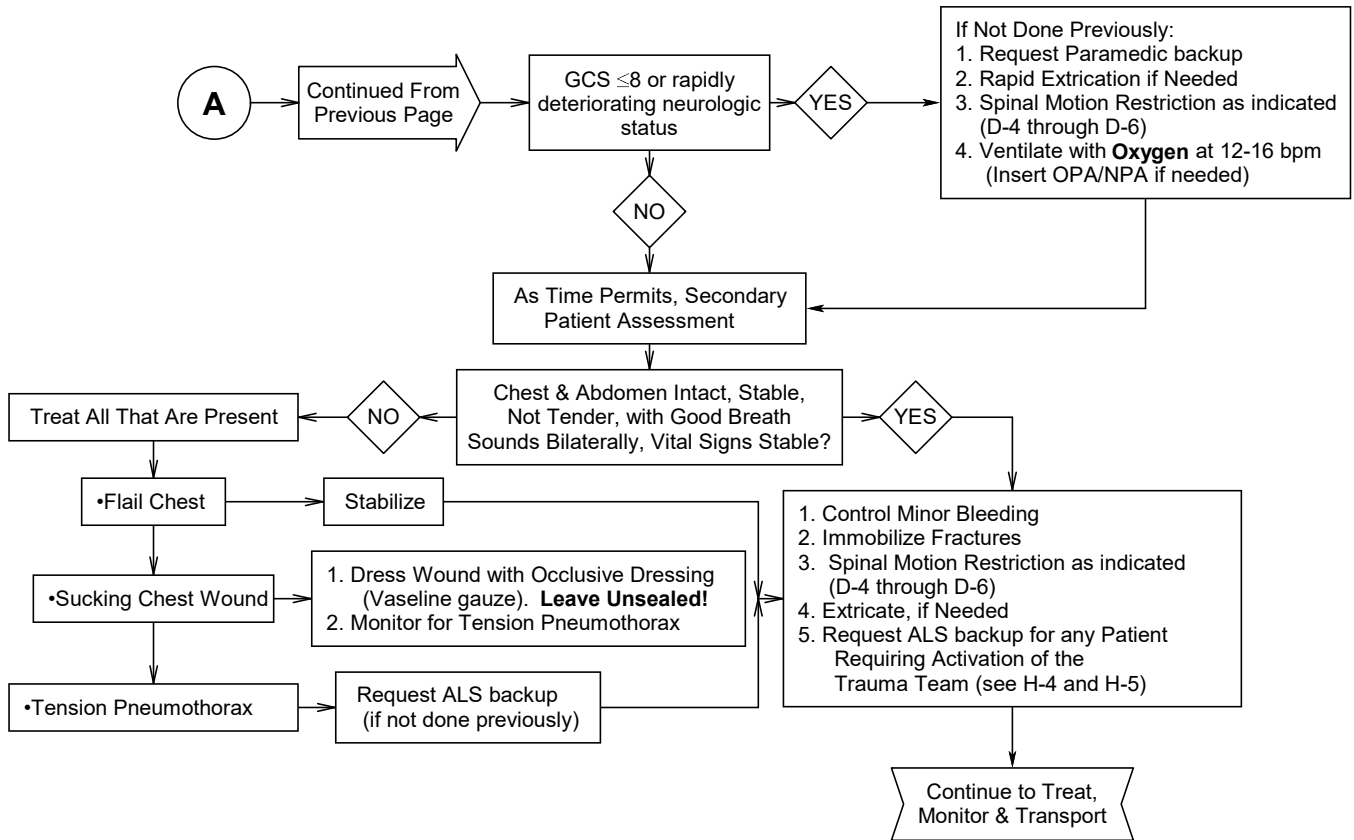 A
Continued From
Previous Page
GCS ≤8 or rapidly
deteriorating neurologic
status
YES
If Not Done Previously:
1. Request Paramedic backup
2. Rapid Extrication if Needed
3. Spinal Motion Restriction as indicated
(D-4 through D-6)
4. Ventilate with Oxygen at 12-16 bpm
(Insert OPA/NPA if needed)
NO
As Time Permits, Secondary
Patient Assessment
Chest & Abdomen Intact, Stable,
Not Tender, with Good Breath
Sounds Bilaterally, Vital Signs Stable?
NO
YES
Treat All That Are Present
•Flail Chest
Stabilize
•Sucking Chest Wound
1. Dress Wound with Occlusive Dressing
(Vaseline gauze). Leave Unsealed!
2. Monitor for Tension Pneumothorax
•Tension Pneumothorax
Request ALS backup
(if not done previously)
1. Control Minor Bleeding
2. Immobilize Fractures
3. Spinal Motion Restriction as indicated
(D-4 through D-6)
4. Extricate, if Needed
5. Request ALS backup for any Patient
Requiring Activation of the
Trauma Team (see H-4 and H-5)
Continue to Treat,
Monitor & Transport